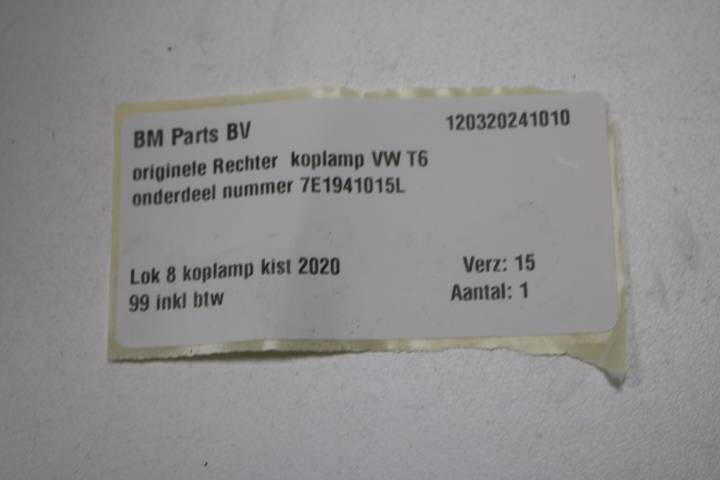 BM Parts BV 120320241010
originele Rechter koplamp VW T6
onderdeel nummer 7E1941015L
Lok 8 koplamp kist 2020 Verz: 15
99 inkl btw Aantal: 1